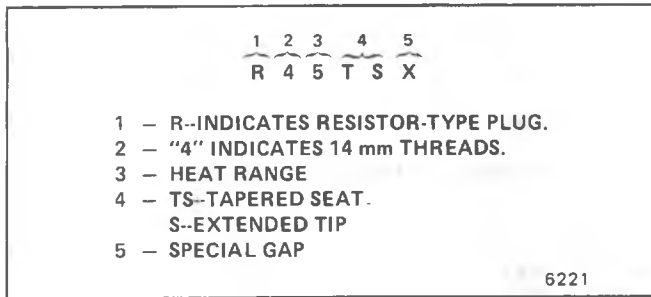 1 2 3 4 5
R 4 5 T S X
1 – R--INDICATES RESISTOR-TYPE PLUG.
2 – "4" INDICATES 14 mm THREADS.
3 – HEAT RANGE
4 – TS--TAPERED SEAT.
S--EXTENDED TIP
5 – SPECIAL GAP
6221